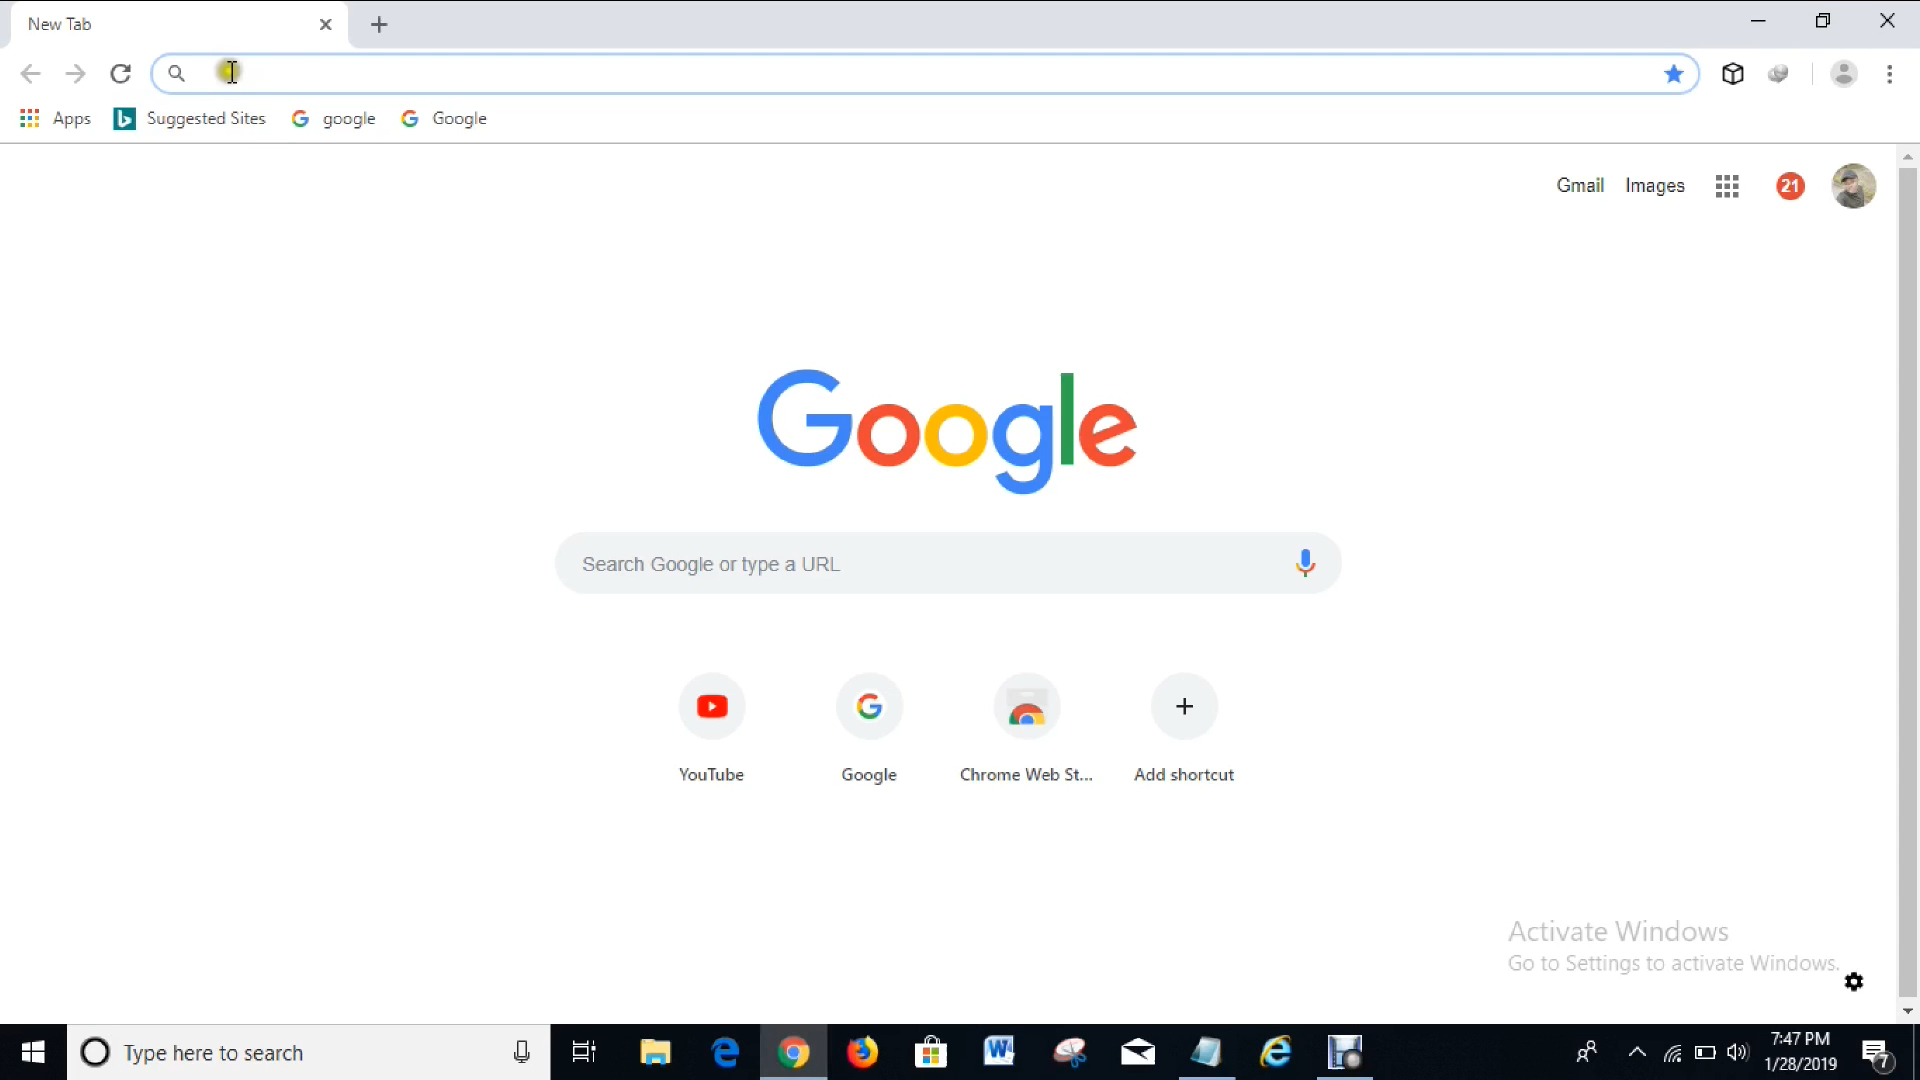 New Tab
Apps Suggested Sites google Google
Gmail Images 21
Google
Search Google or type a URL
YouTube Google Chrome Web St... Add shortcut
Activate Windows
Go to Settings to activate Windows.
Type here to search
7:47 PM
1/28/2019
7